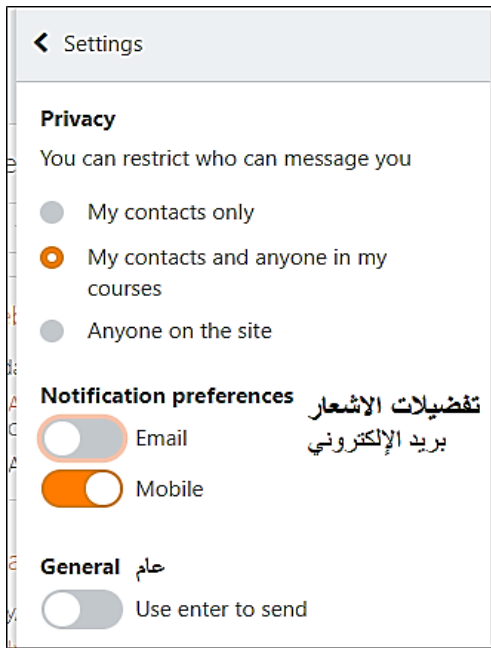 Settings
Privacy
You can restrict who can message you
My contacts only
My contacts and anyone in my
courses
Anyone on the site
Notification preferences تفضيلات الاشعار
Email بريد الإلكتروني
Mobile
General عام
Use enter to send